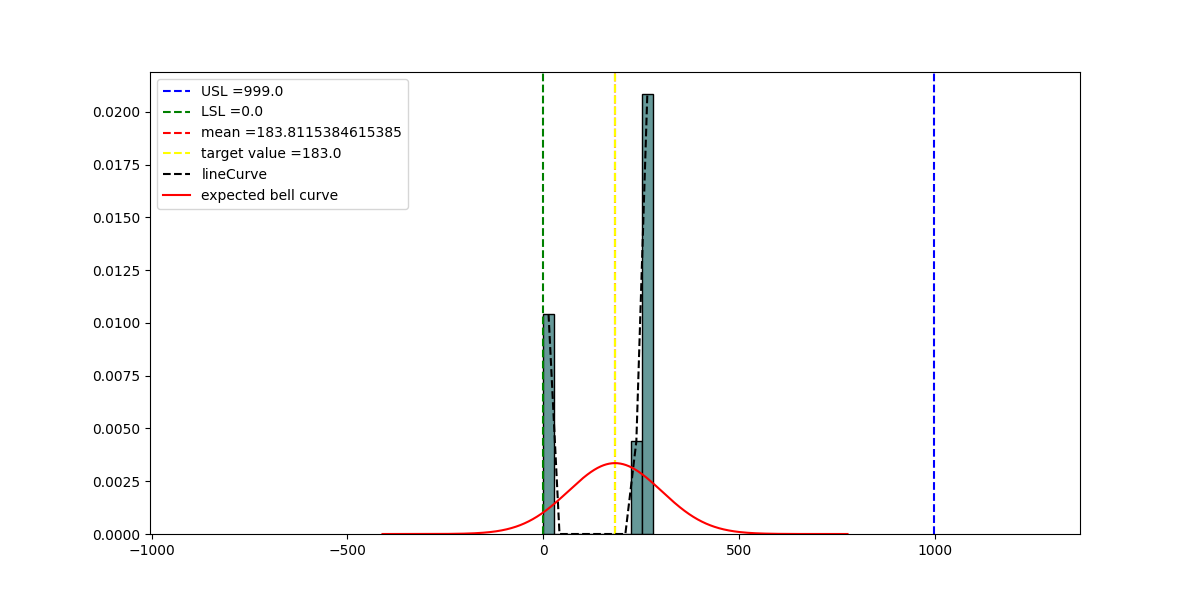 USL =999.0
LSL =0.0
mean =183.8115384615385
target value =183.0
lineCurve
expected bell curve
0.0200
0.0175
0.0150
0.0125
0.0100
0.0075
0.0050
0.0025
0.0000
−1000 −500 0 500 1000